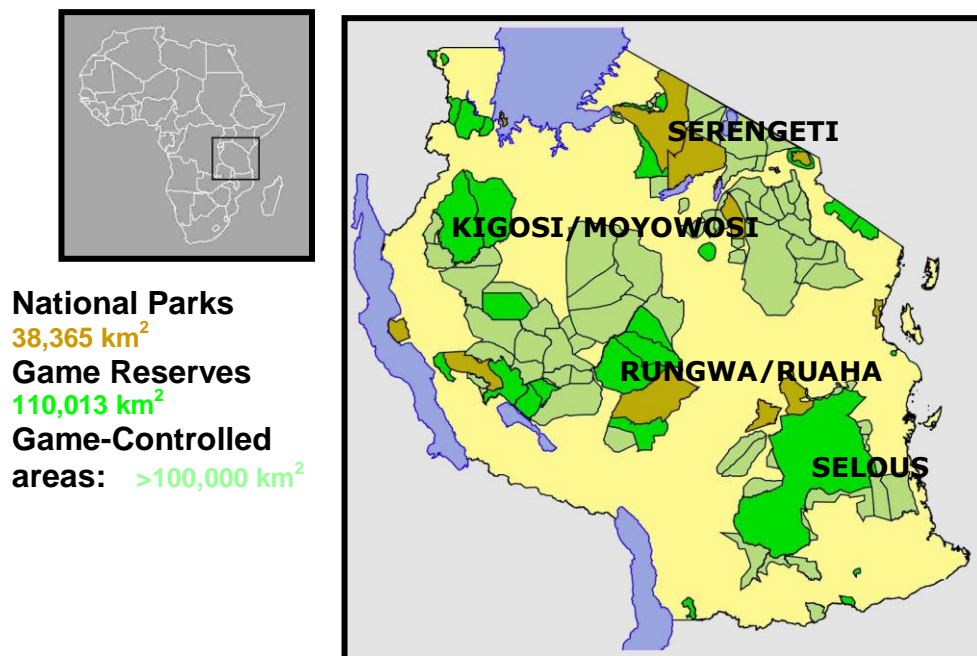 SERENGETI
KIGOSI/MOYOWOSI
National Parks
38,365 km²
Game Reserves
110,013 km²
Game-Controlled
areas: >100,000 km²
RUNGWA/RUAHA
SELOUS